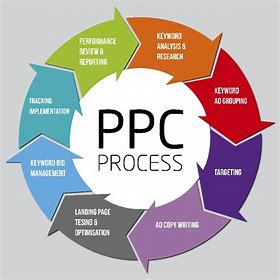 PPC
PROCESS
KEYWORD
ANALYSIS &
RESEARCH
KEYWORD
AD GROUPING
TARGETING
AD COPY WRITING
LANDING PAGE
TESING &
OPTIMISATION
KEYWORD BID
MANAGEMENT
TRACKING
IMPLEMENTATION
PERFORMANCE
REVIEW &
REPORTING